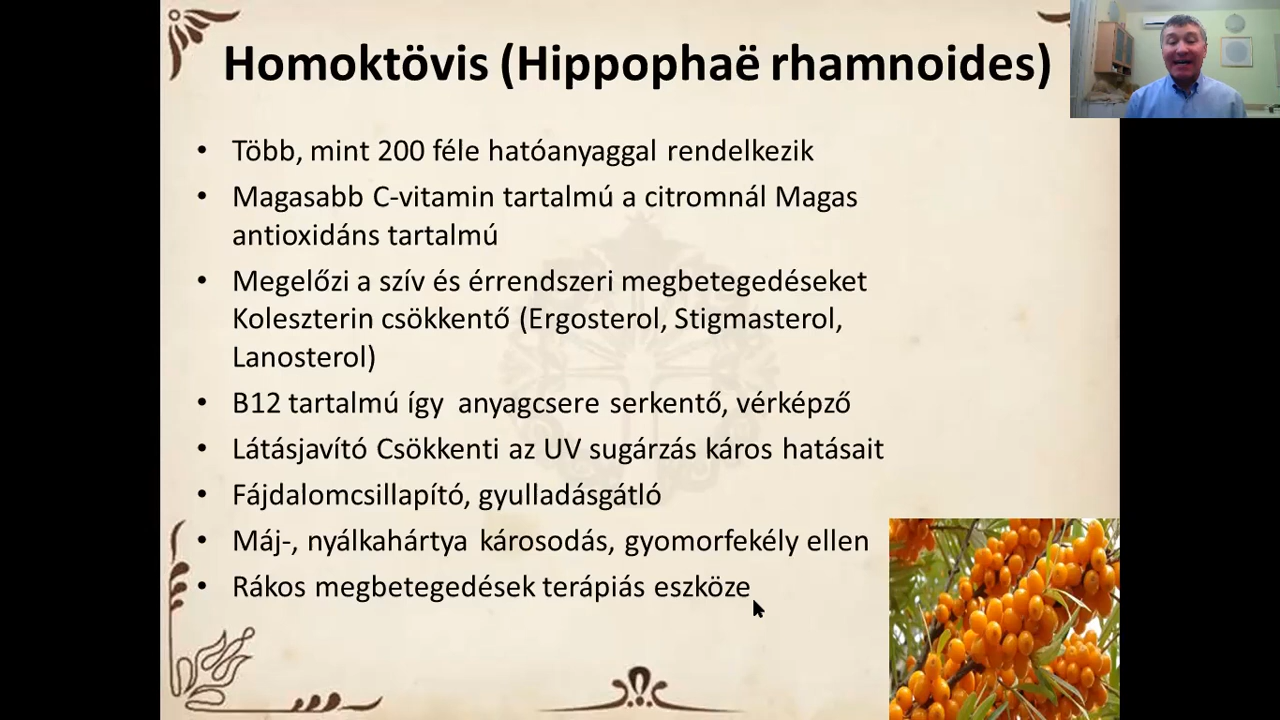 Homoktövis (Hippophaë rhamnoides)
• Több, mint 200 féle hatóanyaggal rendelkezik
• Magasabb C-vitamin tartalmú a citromnál Magas
antioxidáns tartalmú
• Megelőzi a szív és érrendszeri megbetegedéseket
Koleszterin csökkentő (Ergosterol, Stigmasterol,
Lanosterol)
• B12 tartalmú így  anyagcsere serkentő, vérképző
• Látásjavító Csökkenti az UV sugárzás káros hatásait
• Fájdalomcsillapító, gyulladásgátló
• Máj-, nyálkahártya károsodás, gyomorfekély ellen
• Rákos megbetegedések terápiás eszköze